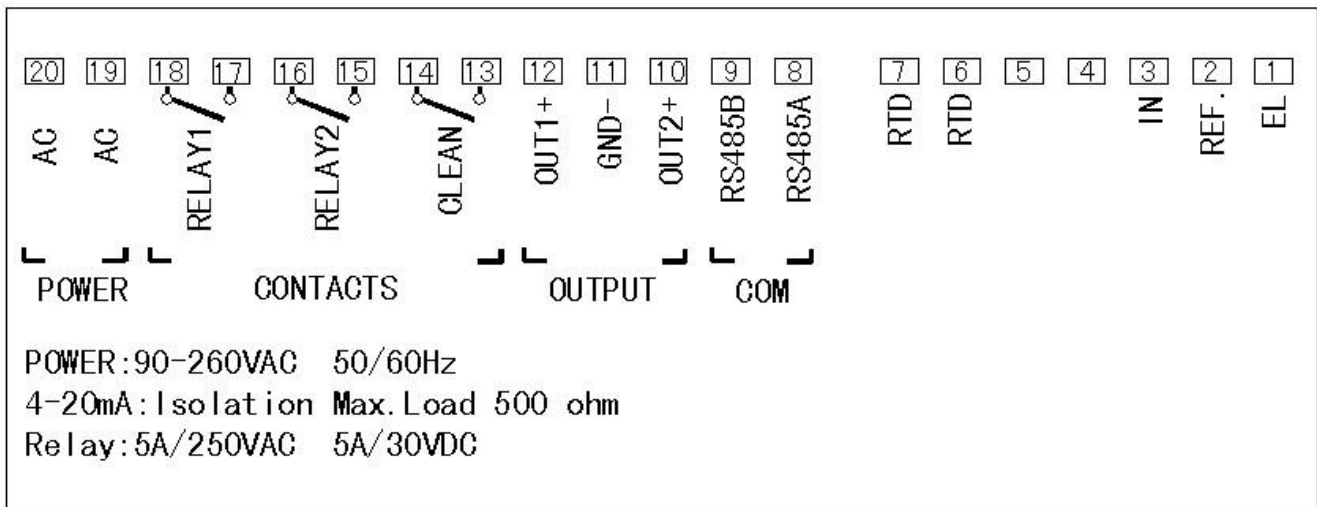 20 19 18 17 16 15 14 13 12 11 10 9 8 7 6 5 4 3 2 1
AC AC RELAY1 RELAY2 CLEAN OUT1+ GND- OUT2+ RS485B RS485A RTD RTD IN REF. EL
POWER CONTACTS OUTPUT COM
POWER:90-260VAC 50/60Hz
4-20mA:Isolation Max.Load 500 ohm
Relay:5A/250VAC 5A/30VDC